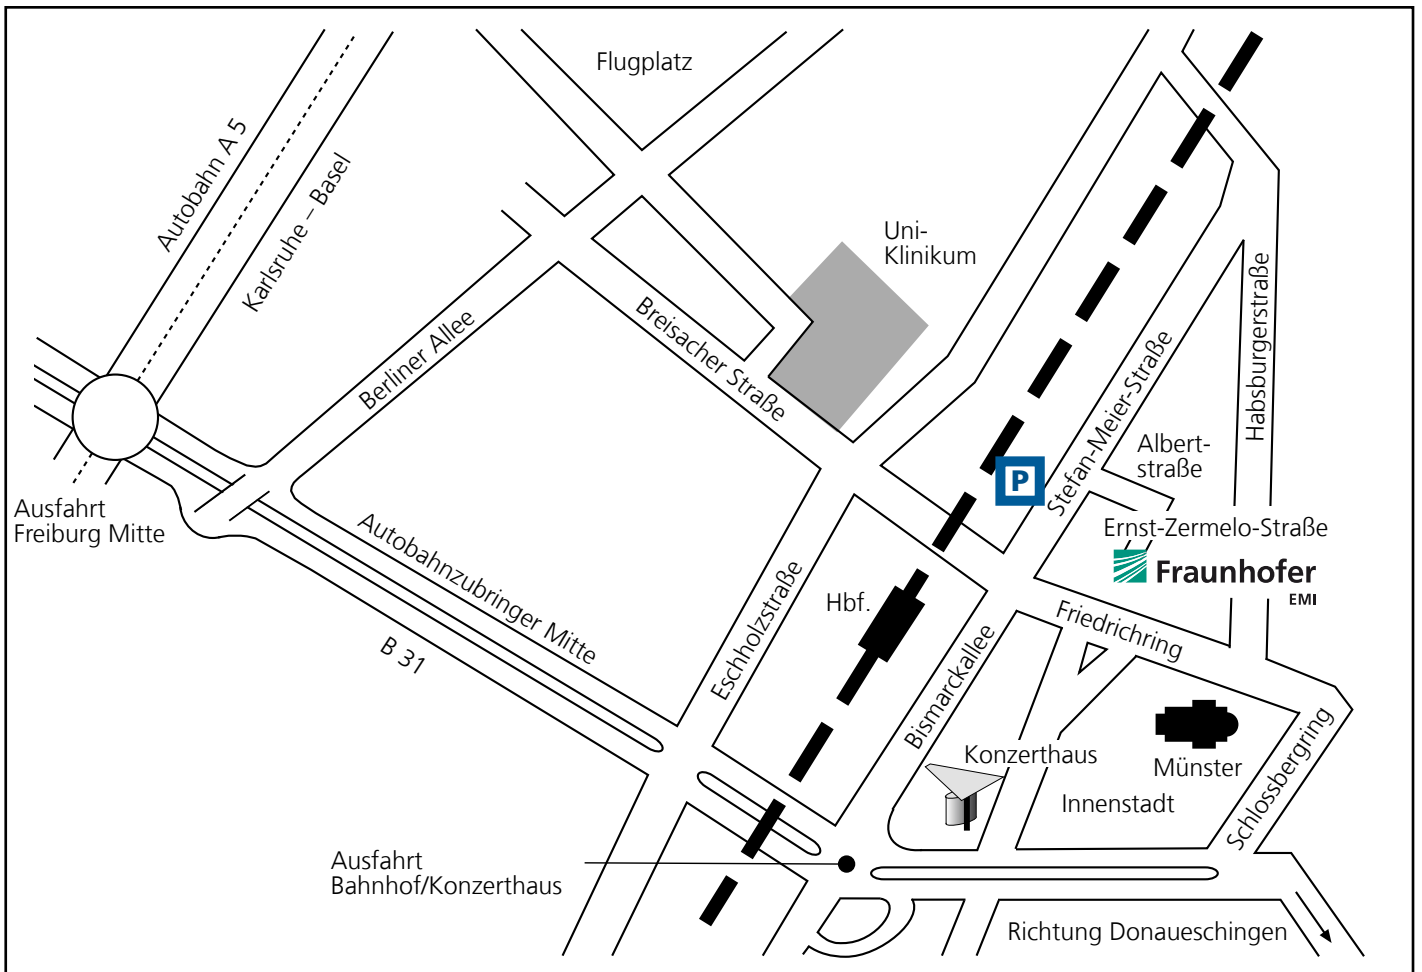 Flugplatz
Autobahn A 5
Karlsruhe – Basel
Uni-
Klinikum
Berliner Allee
Breisacher Straße
Habsburgerstraße
Stefan-Meier-Straße
Albert-
straße
P
Ausfahrt
Freiburg Mitte
Autobahnzubringer Mitte
Ernst-Zermelo-Straße
Fraunhofer
EMI
Eschholzstraße
Hbf.
B 31
Friedrichring
Bismarckallee
Konzerthaus
Münster
Innenstadt
Schlossbergring
Ausfahrt
Bahnhof/Konzerthaus
Richtung Donaueschingen